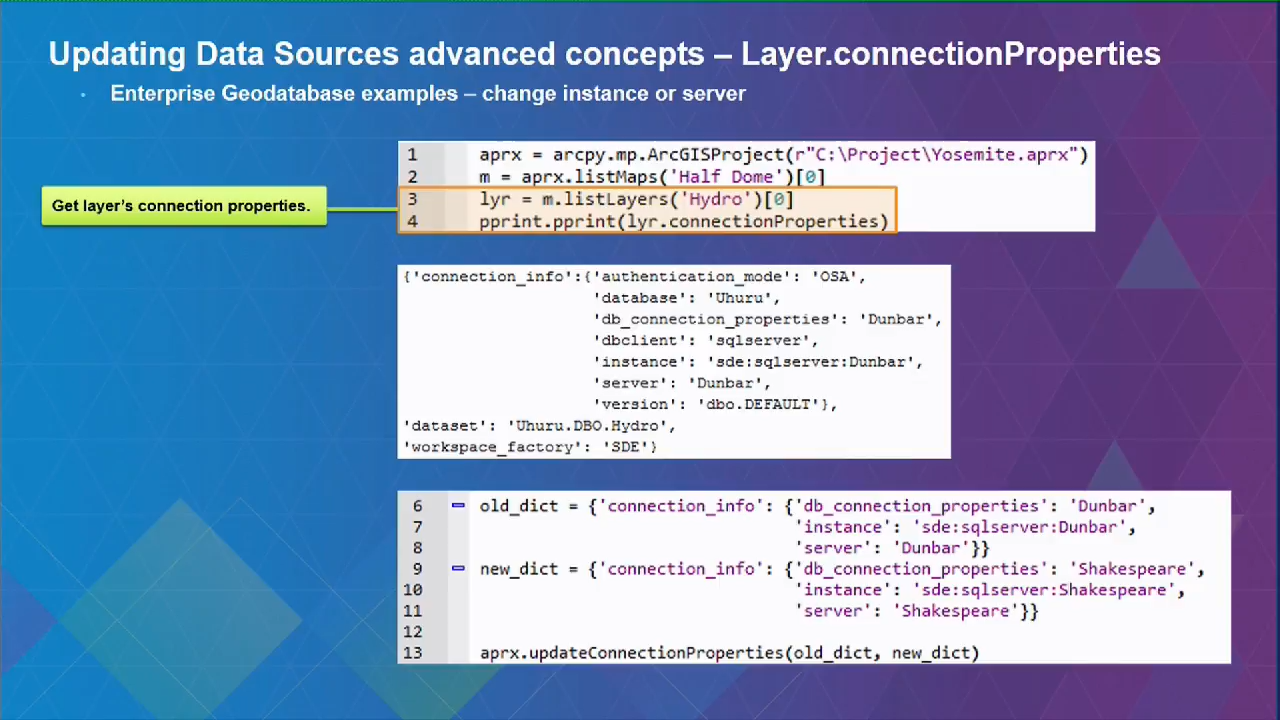 Updating Data Sources advanced concepts – Layer.connectionProperties
· Enterprise Geodatabase examples – change instance or server
Get layer's connection properties.
1 aprx = arcpy.mp.ArcGISProject(r"C:\Project\Yosemite.aprx")
2 m = aprx.listMaps('Half Dome')[0]
3 lyr = m.listLayers('Hydro')[0]
4 pprint.pprint(lyr.connectionProperties)
{'connection_info':{'authentication_mode': 'OSA',
'database': 'Uhuru',
'db_connection_properties': 'Dunbar',
'dbclient': 'sqlserver',
'instance': 'sde:sqlserver:Dunbar',
'server': 'Dunbar',
'version': 'dbo.DEFAULT'},
'dataset': 'Uhuru.DBO.Hydro',
'workspace_factory': 'SDE'}
6 old_dict = {'connection_info': {'db_connection_properties': 'Dunbar',
7 'instance': 'sde:sqlserver:Dunbar',
8 'server': 'Dunbar'}}
9 new_dict = {'connection_info': {'db_connection_properties': 'Shakespeare',
10 'instance': 'sde:sqlserver:Shakespeare',
11 'server': 'Shakespeare'}}
12
13 aprx.updateConnectionProperties(old_dict, new_dict)